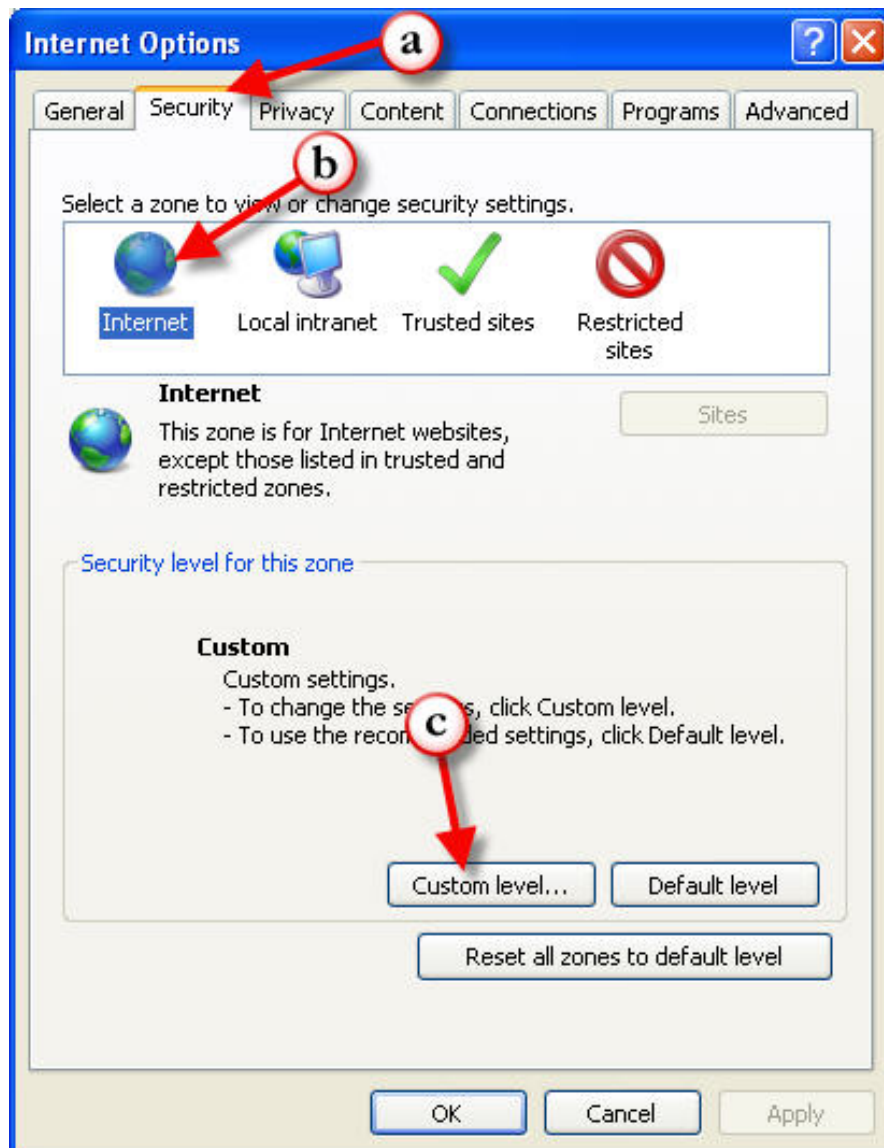 Internet Options
a
General Security Privacy Content Connections Programs Advanced
b
Select a zone to view or change security settings.
Internet Local intranet Trusted sites Restricted
sites
Internet
Sites
This zone is for Internet websites,
except those listed in trusted and
restricted zones.
Security level for this zone
Custom
Custom settings.
- To change the settings, click Custom level.
c
- To use the recommended settings, click Default level.
Custom level... Default level
Reset all zones to default level
OK Cancel Apply